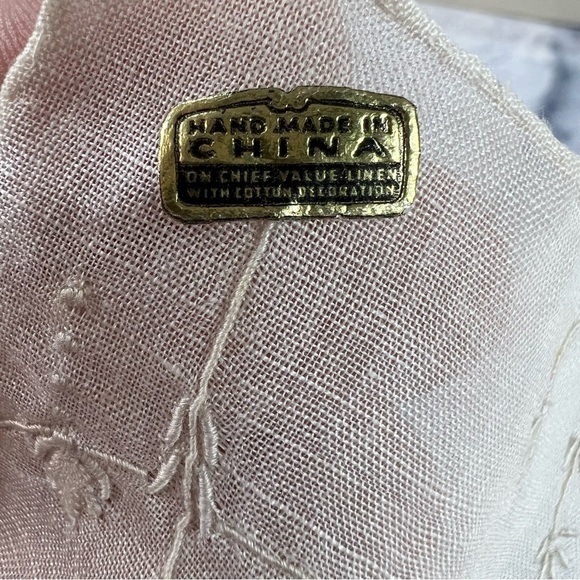 HAND MADE IN
CHINA
ON CHIEF VALUE LINEN
WITH COTTON DECORATION